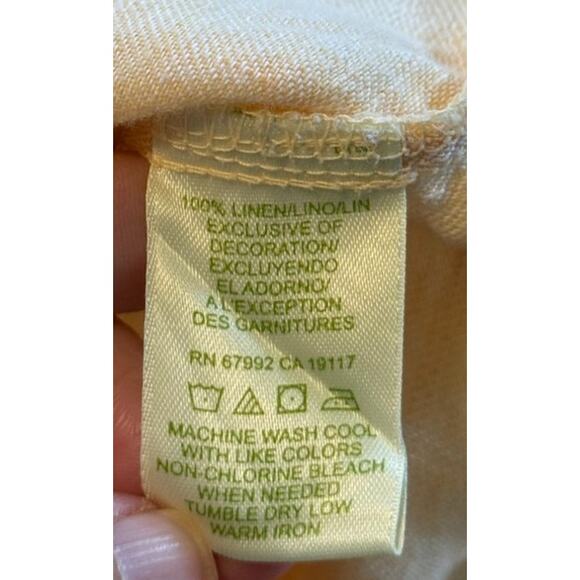 100% LINEN/LINO/LIN
EXCLUSIVE OF
DECORATION/
EXCLUYENDO
EL ADORNO/
A L'EXCEPTION
DES GARNITURES
RN 67992 CA 19117
MACHINE WASH COOL
WITH LIKE COLORS
NON-CHLORINE BLEACH
WHEN NEEDED
TUMBLE DRY LOW
WARM IRON